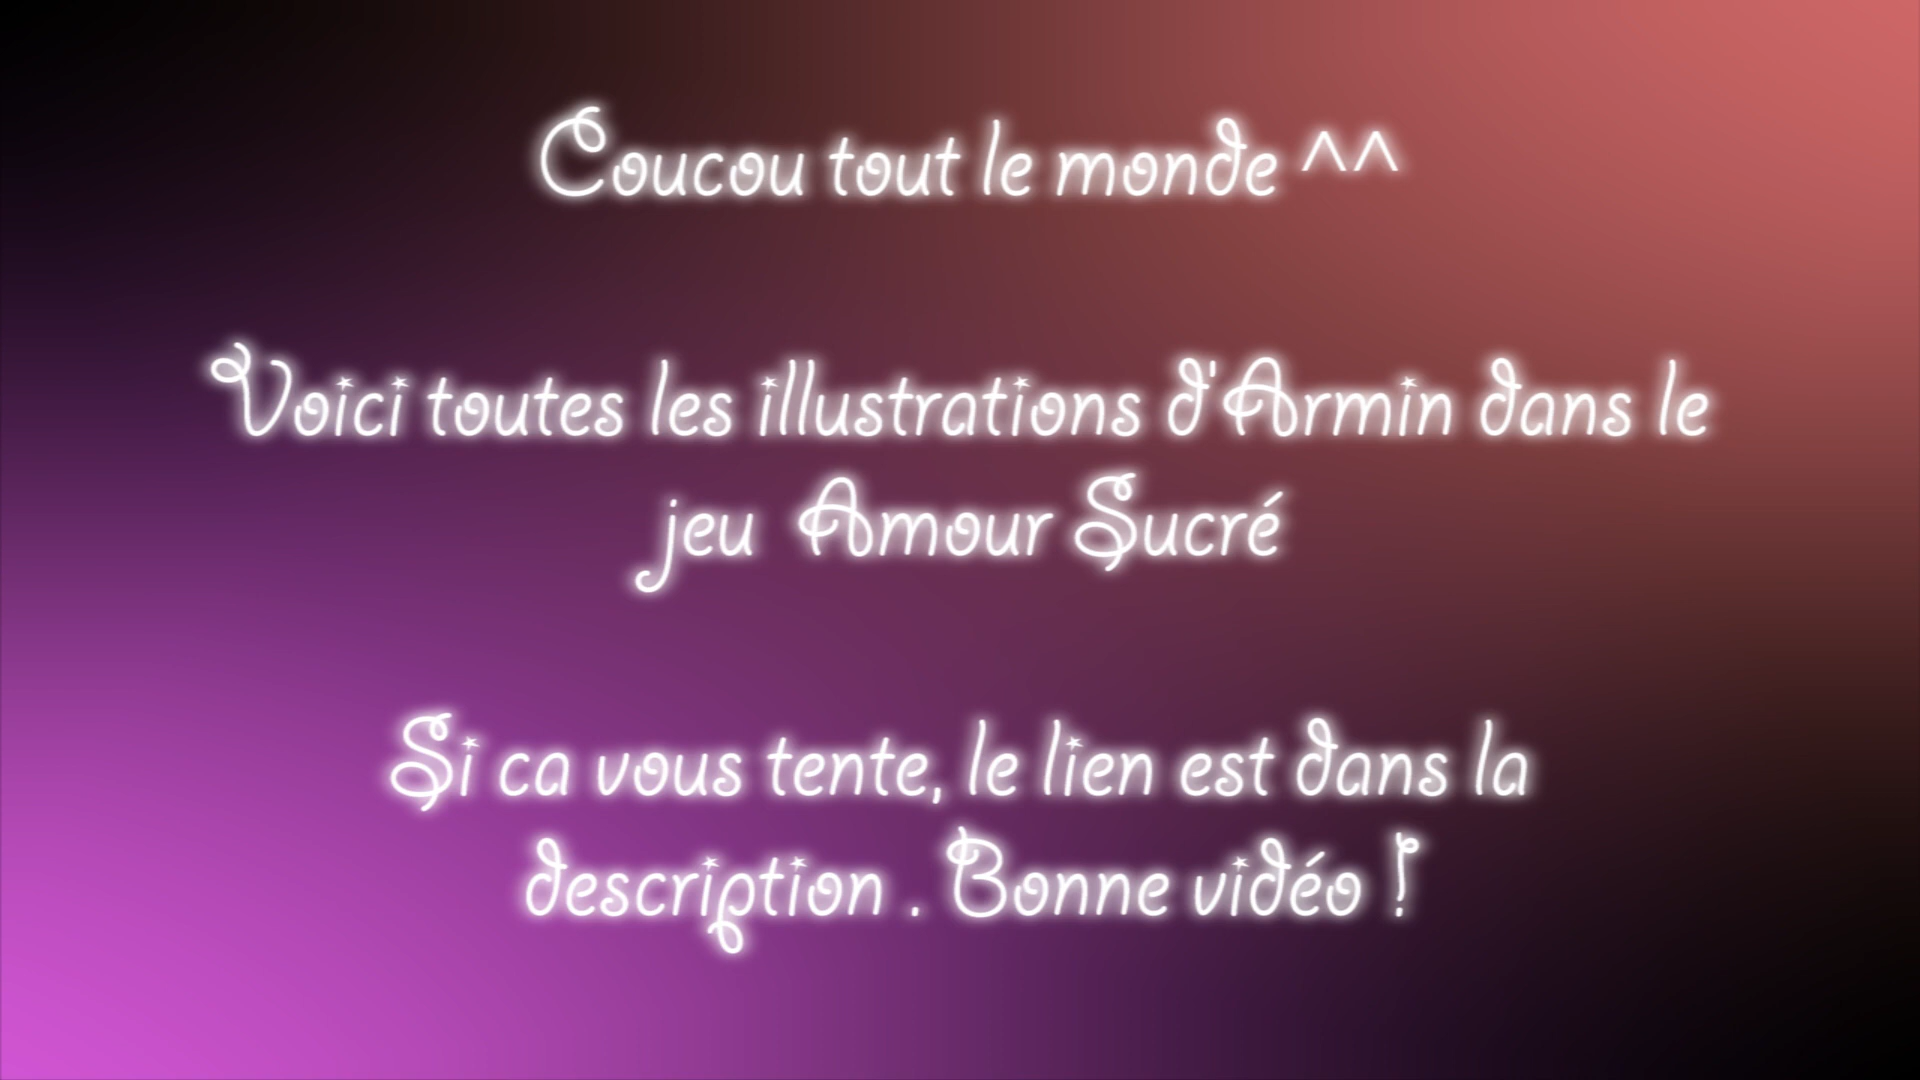 Coucou tout le monde ^^
Voici toutes les illustrations d'Armin dans le
jeu Amour Sucré
Si ca vous tente, le lien est dans la
description . Bonne vidéo !